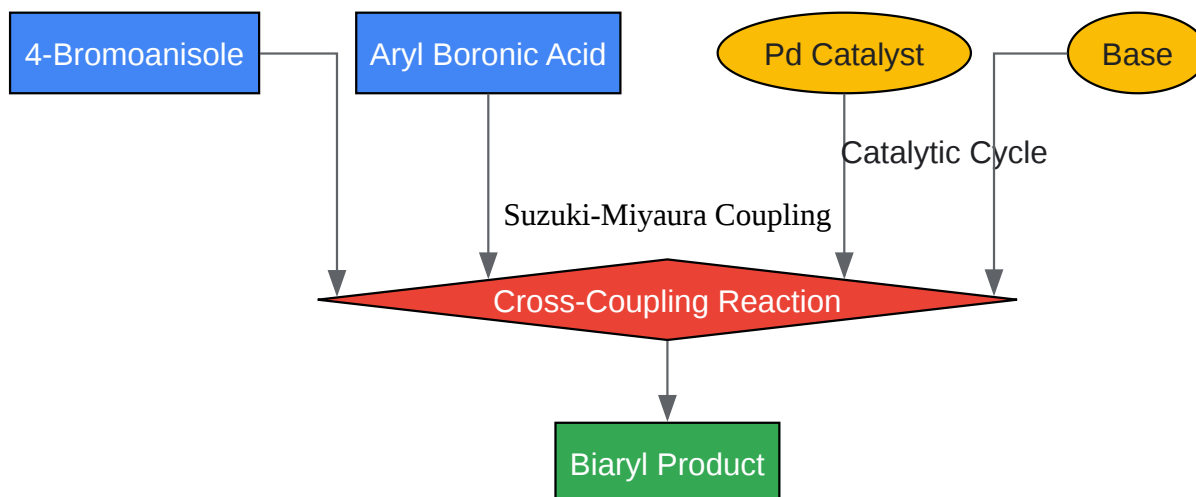 4-Bromoanisole
Aryl Boronic Acid
Pd Catalyst
Base
Catalytic Cycle
Suzuki-Miyaura Coupling
Cross-Coupling Reaction
Biaryl Product